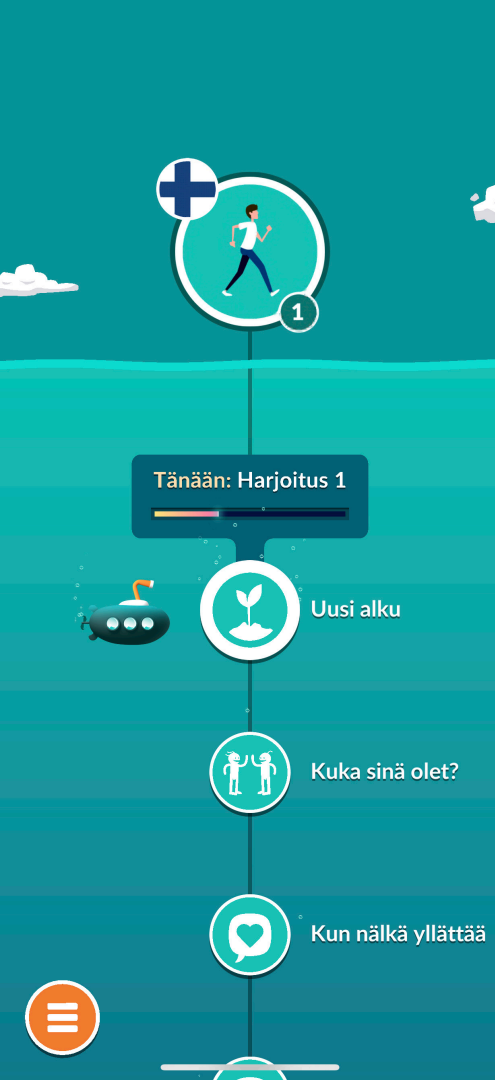 1
Tänään: Harjoitus 1
Uusi alku
Kuka sinä olet?
Kun nälkä yllättää